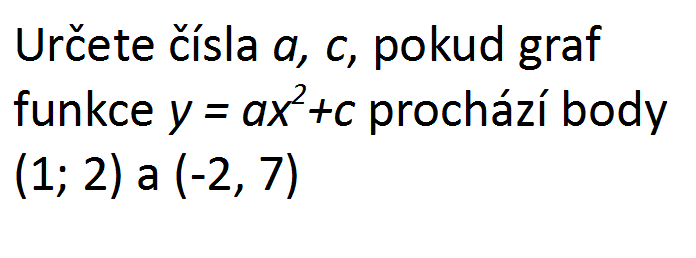 Určete čísla a, c, pokud graf
funkce y = ax²+c prochází body
(1; 2) a (-2, 7)